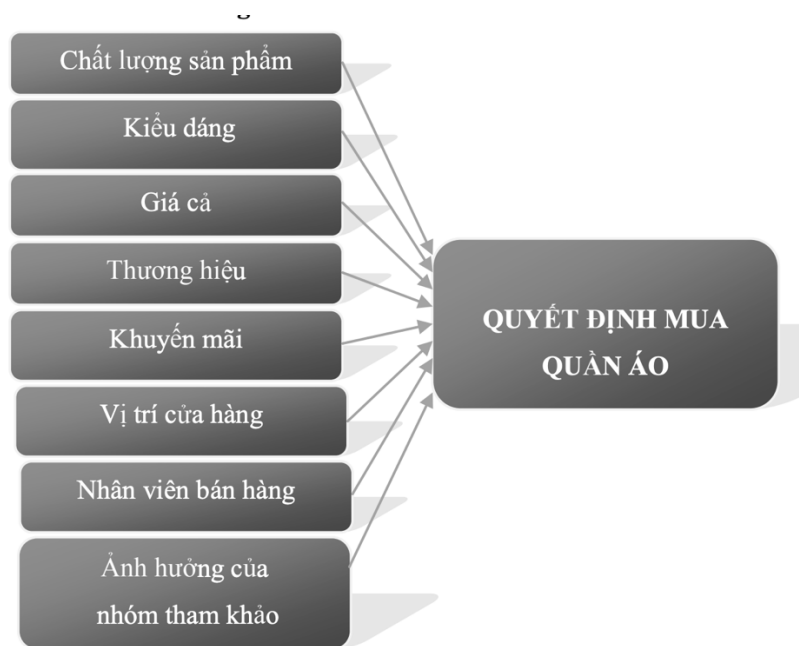 Chất lượng sản phẩm
Kiểu dáng
Giá cả
Thương hiệu
Khuyến mãi
Vị trí cửa hàng
Nhân viên bán hàng
Ảnh hưởng của
nhóm tham khảo
QUYẾT ĐỊNH MUA
QUẦN ÁO